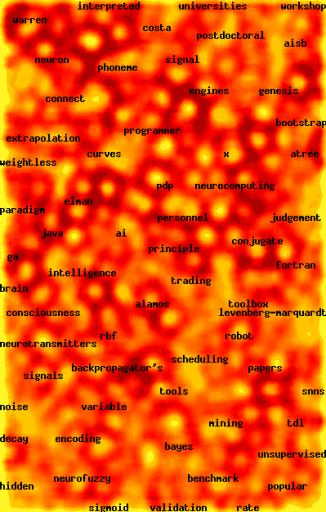 interpreted universities workshop
warren
costa
postdoctoral
aisb
neuron signal
phoneme
engines genesis
connect
bootstrap
programmer
extrapolation
curves x atree
weightless
pdp neurocomputing
elman
paradigm
personnel judgement
java ai
conjugate
principle
ga
fortran
intelligence
trading
brain
alamos toolbox
consciousness levenberg-marquardt
rbf robot
neurotransmitters
scheduling
backpropagator's papers
signals
tools snns
noise variable
mining tdl
decay encoding
bayes
unsupervised
neurofuzzy benchmark
hidden popular
sigmoid validation rate